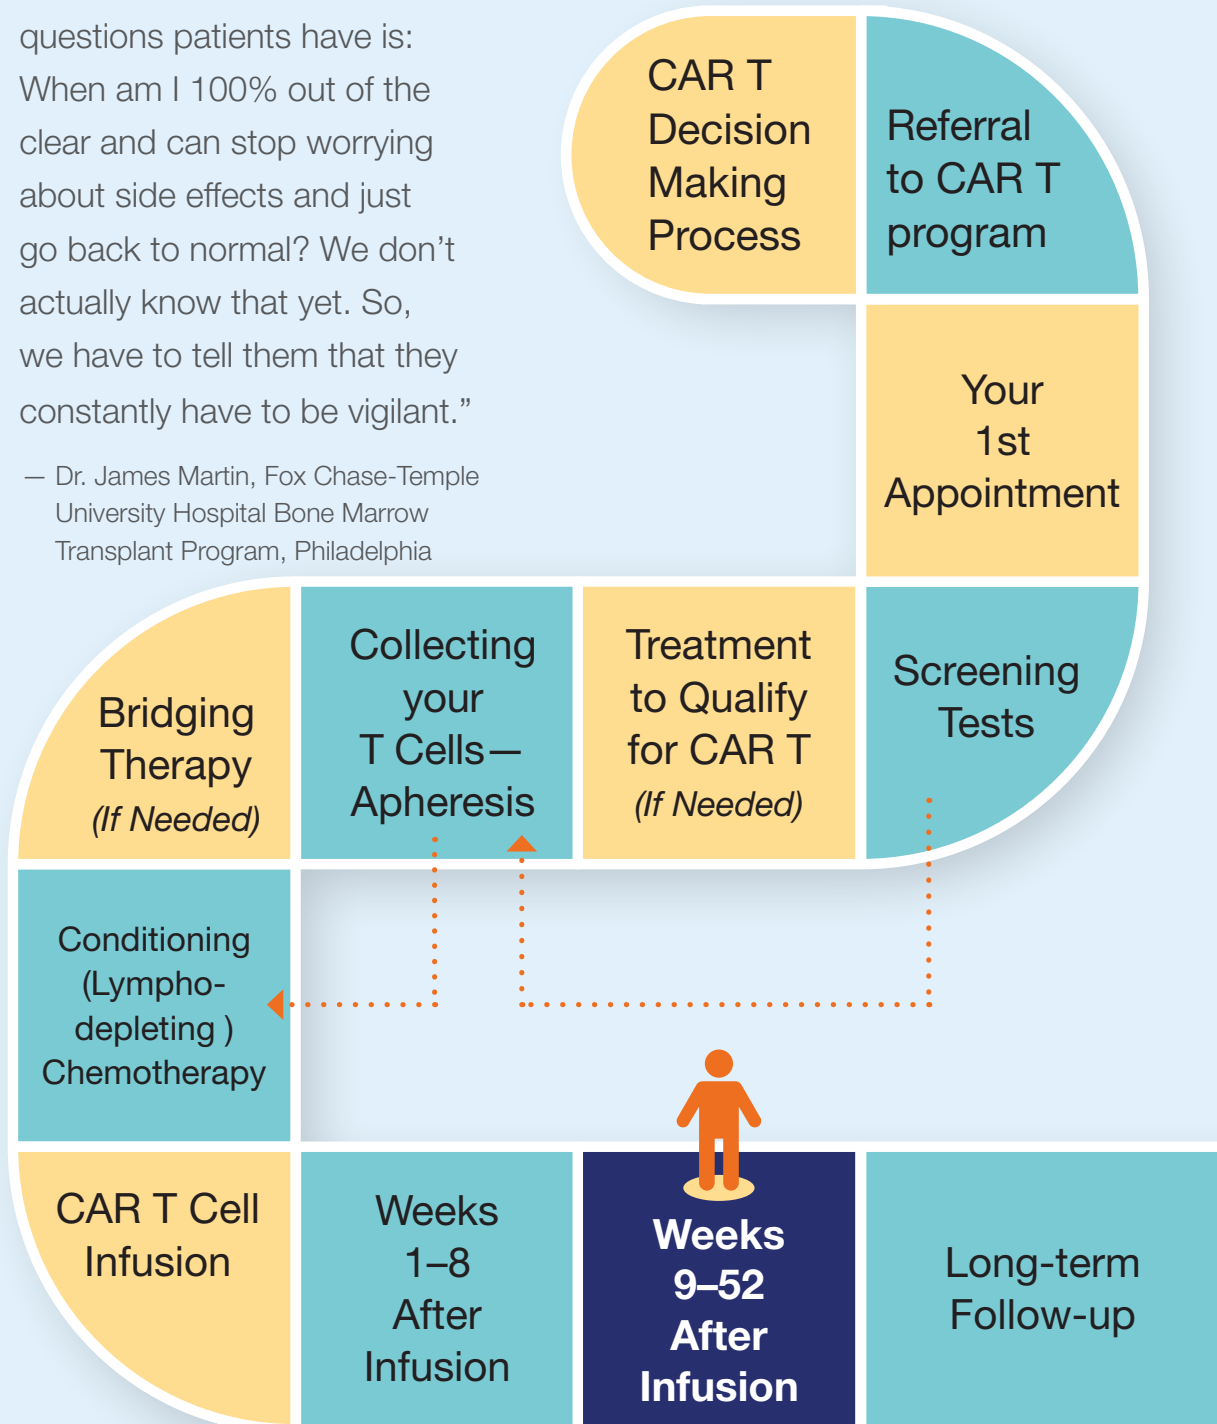 questions patients have is:
When am I 100% out of the
clear and can stop worrying
about side effects and just
go back to normal? We don’t
actually know that yet. So,
we have to tell them that they
constantly have to be vigilant.”
— Dr. James Martin, Fox Chase-Temple
University Hospital Bone Marrow
Transplant Program, Philadelphia
CAR T
Decision
Making
Process
Referral
to CAR T
program
Your
1st
Appointment
Screening
Tests
Treatment
to Qualify
for CAR T
(If Needed)
Collecting
your
T Cells—
Apheresis
Bridging
Therapy
(If Needed)
Conditioning
(Lympho-
depleting )
Chemotherapy
CAR T Cell
Infusion
Weeks
1–8
After
Infusion
Weeks
9–52
After
Infusion
Long-term
Follow-up